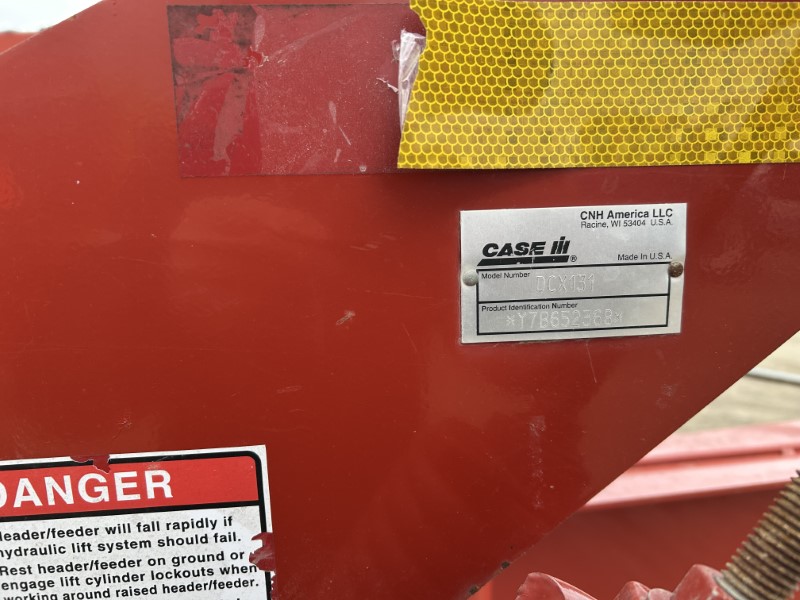 CNH America LLC
Racine, WI 53404 U.S.A.
CASE IH®
Made In U.S.A.
Model Number DCX131
Product Identification Number
*Y7B65236B*
DANGER
Header/feeder will fall rapidly if
hydraulic lift system should fail.
Rest header/feeder on ground or
engage lift cylinder lockouts when
working around raised header/feeder.